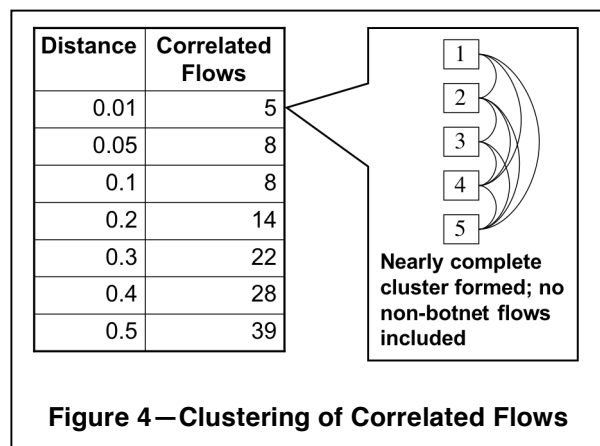 Distance Correlated
Flows
0.01 5
0.05 8
0.1 8
0.2 14
0.3 22
0.4 28
0.5 39
1
2
3
4
5
Nearly complete
cluster formed; no
non-botnet flows
included
Figure 4—Clustering of Correlated Flows